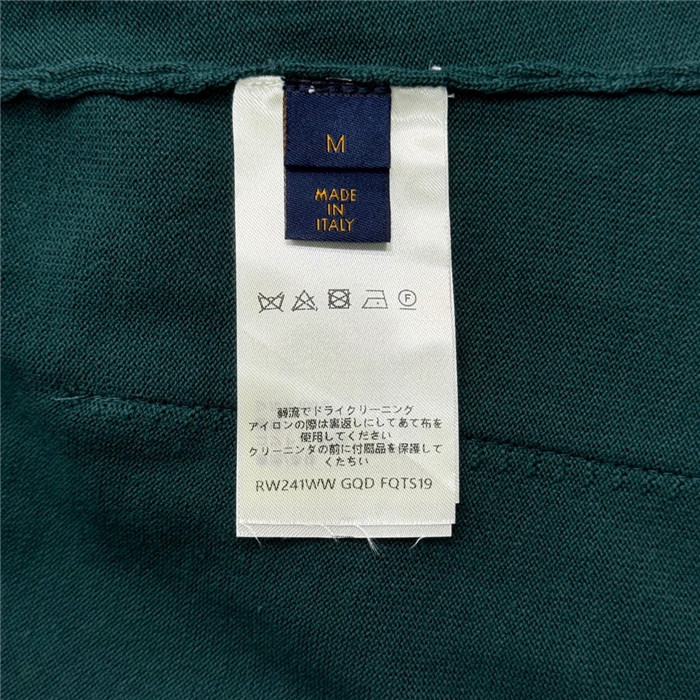 M
MADE
IN
ITALY
F
弱流でドライクリーニング
アイロンの際は裏返しにしてあて布を
使用してください
クリーニンダの前に付属品を保護して
くたちい
RW241WW GQD FQTS19